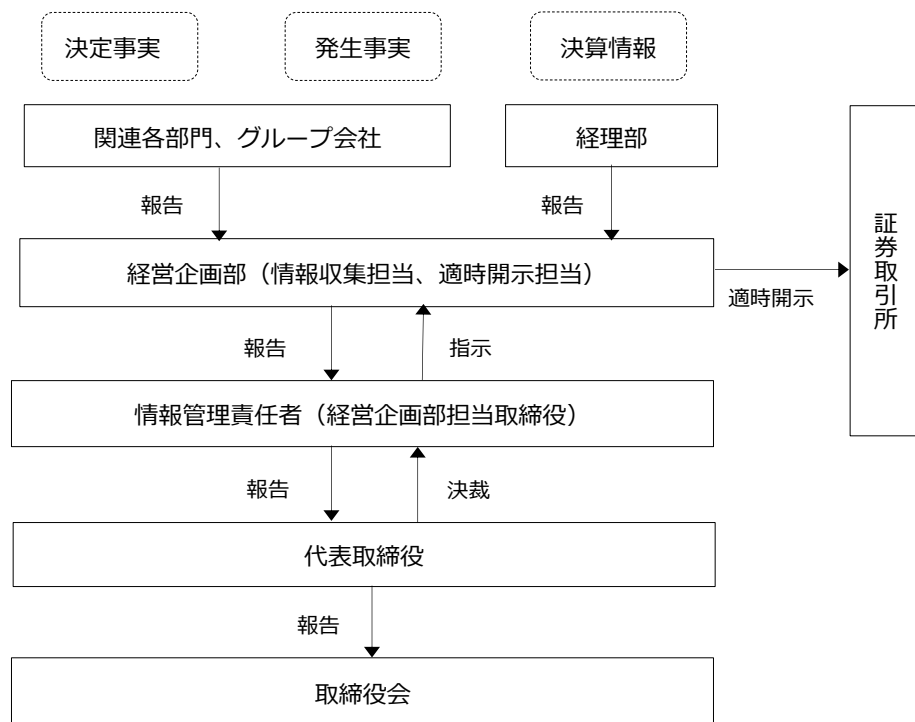 決定事実
発生事実
決算情報
関連各部門、グループ会社
経理部
報告
報告
経営企画部（情報収集担当、適時開示担当）
適時開示
証券取引所
報告
指示
情報管理責任者（経営企画部担当取締役）
報告
決裁
代表取締役
報告
取締役会